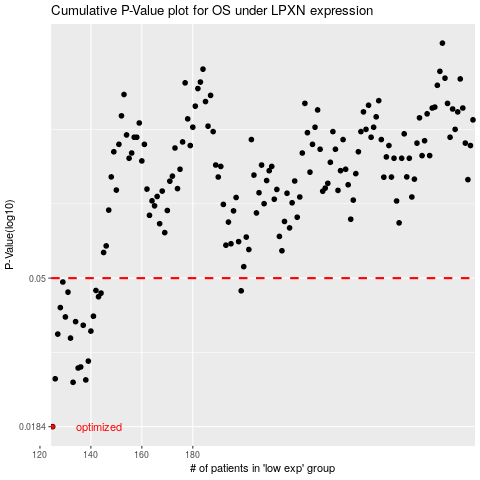 Cumulative P-Value plot for OS under LPXN expression
P-Value(log10)
0.05
0.0184
optimized
120 140 160 180
# of patients in 'low exp' group